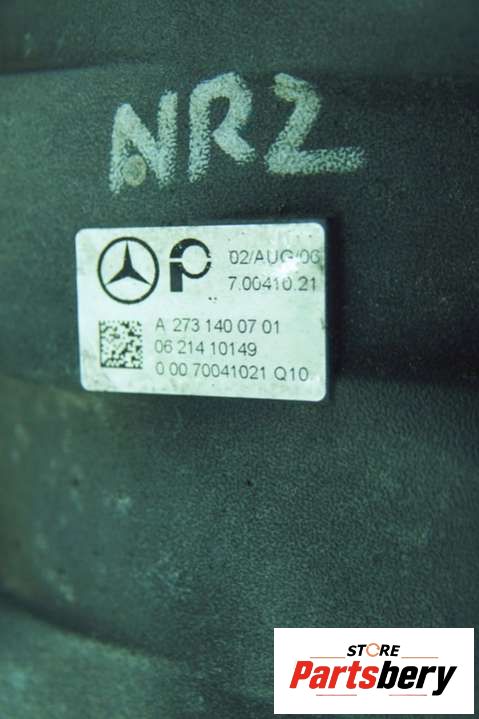 NRZ
02/AUG/06
7.00410.21
A 273 140 07 01
06 214 10149
0 00 70041021 Q10
STORE
Partsbery